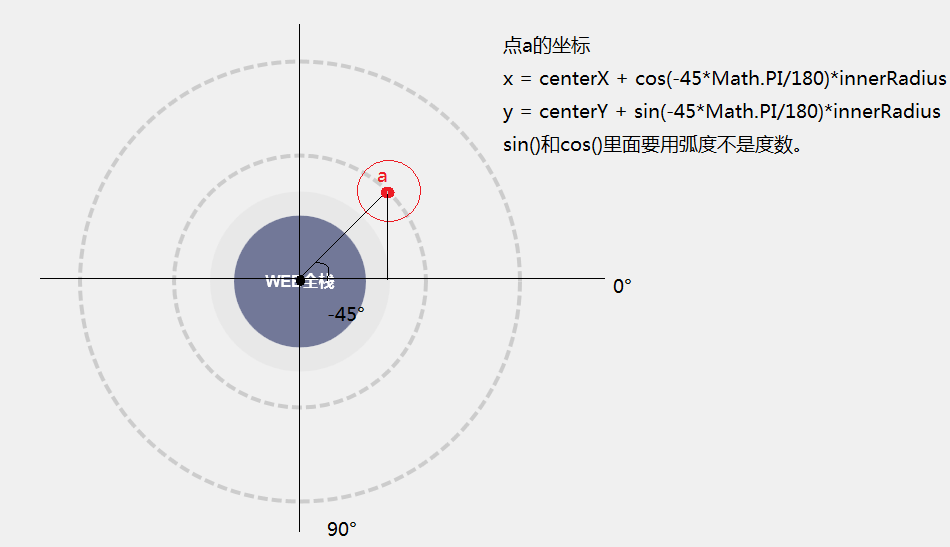 点a的坐标
x = centerX + cos(-45*Math.PI/180)*innerRadius
y = centerY + sin(-45*Math.PI/180)*innerRadius
sin()和cos()里面要用弧度不是度数。
a
WEB全栈
0°
-45°
90°